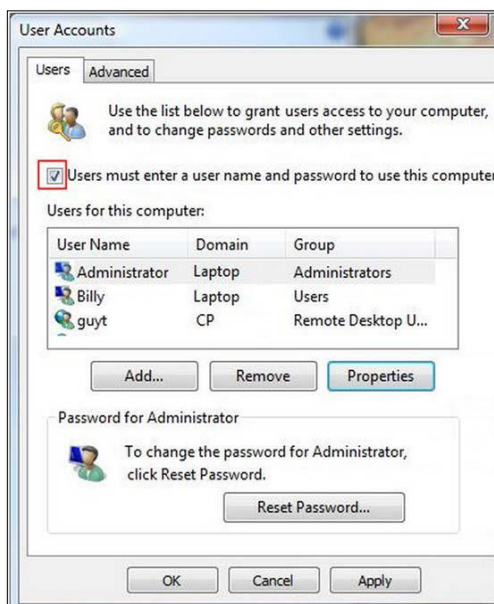 User Accounts
Users
Advanced
Use the list below to grant users access to your computer,
and to change passwords and other settings.
Users must enter a user name and password to use this computer
Users for this computer:
User Name Domain Group
Administrator Laptop Administrators
Billy Laptop Users
guyt CP Remote Desktop U...
Add... Remove Properties
Password for Administrator
To change the password for Administrator,
click Reset Password.
Reset Password...
OK Cancel Apply